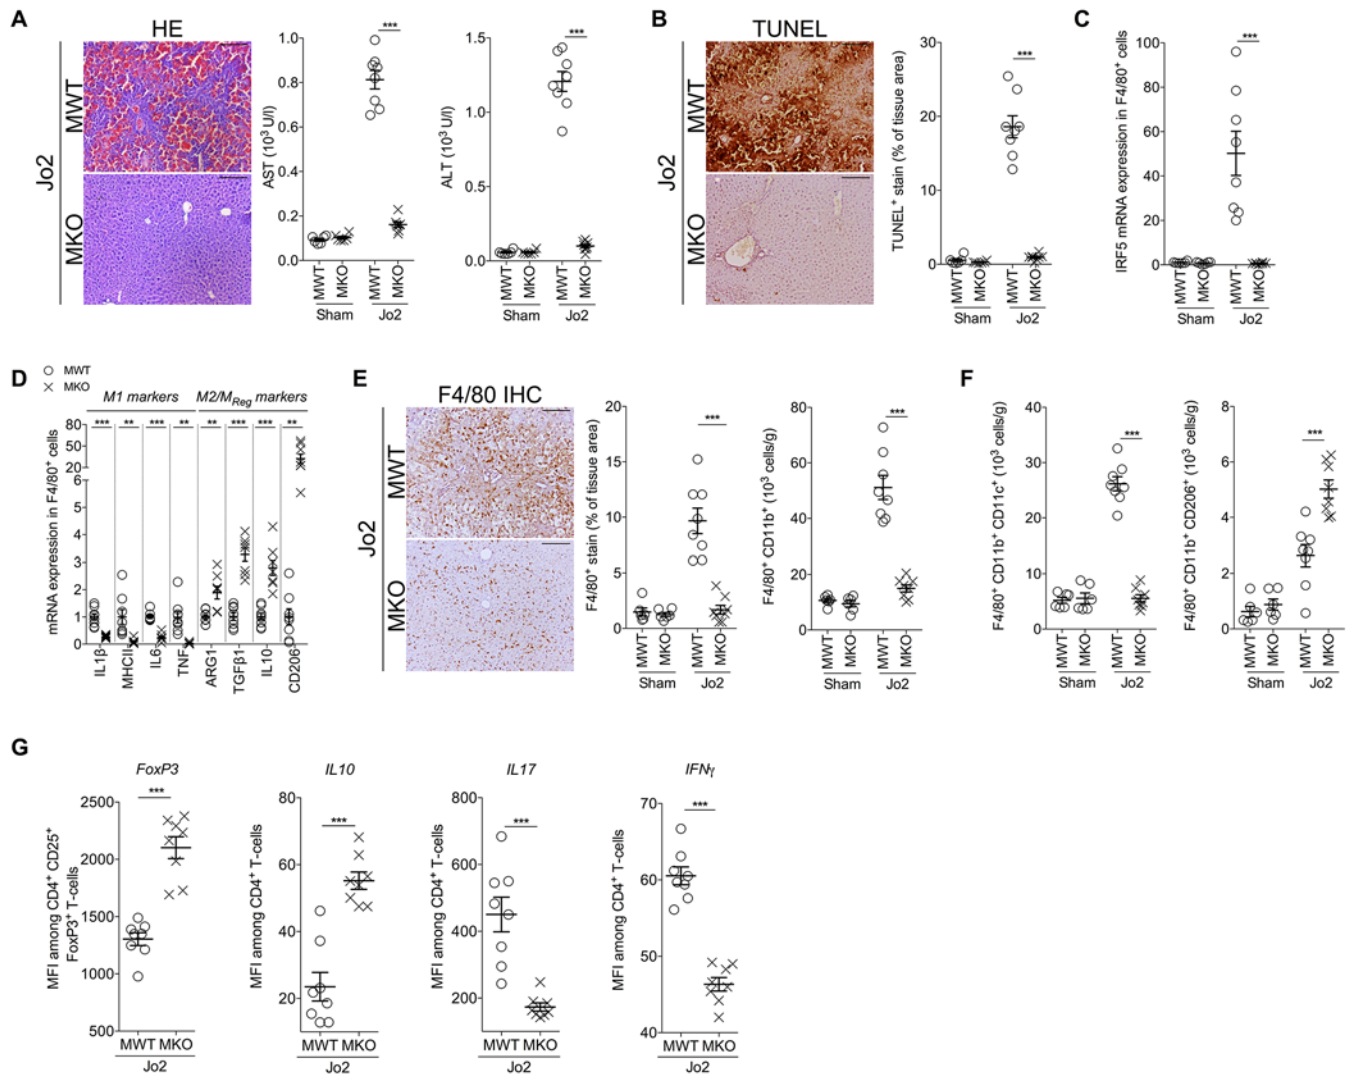 A
HE
Jo2
MWT
MKO
AST (10³ U/l)
1.0
0.8
0.6
0.4
0.2
0.0
***
MWT
MKO
MWT
MKO
Sham
Jo2
ALT (10³ U/l)
1.5
1.0
0.5
0.0
***
MWT
MKO
MWT
MKO
Sham
Jo2
B
TUNEL
Jo2
MWT
MKO
TUNEL⁺ stain (% of tissue area)
30
20
10
0
***
MWT
MKO
MWT
MKO
Sham
Jo2
C
IRF5 mRNA expression in F4/80⁺ cells
100
80
60
40
20
0
***
MWT
MKO
MWT
MKO
Sham
Jo2
D
MWT
MKO
M1 markers
M2/MReg markers
mRNA expression in F4/80⁺ cells
80
20
6
5
4
3
2
1
0
*** ** *** ** ** *** *** **
IL1β
MHCII
IL6
TNF
ARG1
TGFβ1
IL10
CD206
E
F4/80 IHC
Jo2
MWT
MKO
F4/80⁺ stain (% of tissue area)
20
15
10
5
0
***
MWT
MKO
MWT
MKO
Sham
Jo2
F4/80⁺ CD11b⁺ (10³ cells/g)
80
60
40
20
0
***
MWT
MKO
MWT
MKO
Sham
Jo2
F
F4/80⁺ CD11b⁺ CD11c⁺ (10³ cells/g)
40
30
20
10
0
***
MWT
MKO
MWT
MKO
Sham
Jo2
F4/80⁺ CD11b⁺ CD206⁺ (10³ cells/g)
8
6
4
2
0
***
MWT
MKO
MWT
MKO
Sham
Jo2
G
FoxP3
MFI among CD4⁺ CD25⁺
FoxP3⁺ T-cells
2500
2000
1500
1000
500
***
MWT MKO
Jo2
IL10
MFI among CD4⁺ T-cells
80
60
40
20
***
MWT MKO
Jo2
IL17
MFI among CD4⁺ T-cells
800
600
400
200
***
MWT MKO
Jo2
IFNγ
MFI among CD4⁺ T-cells
70
60
50
40
***
MWT MKO
Jo2